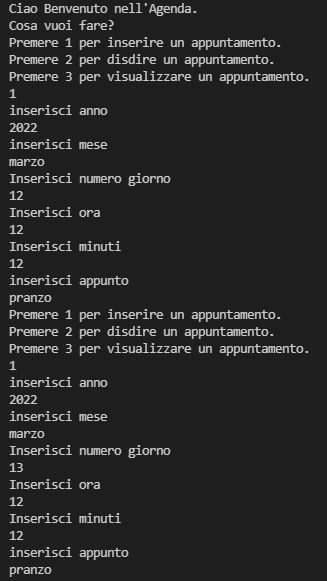 Ciao Benvenuto nell'Agenda.
Cosa vuoi fare?
Premere 1 per inserire un appuntamento.
Premere 2 per disdire un appuntamento.
Premere 3 per visualizzare un appuntamento.
1
inserisci anno
2022
inserisci mese
marzo
Inserisci numero giorno
12
Inserisci ora
12
Inserisci minuti
12
inserisci appunto
pranzo
Premere 1 per inserire un appuntamento.
Premere 2 per disdire un appuntamento.
Premere 3 per visualizzare un appuntamento.
1
inserisci anno
2022
inserisci mese
marzo
Inserisci numero giorno
13
Inserisci ora
12
Inserisci minuti
12
inserisci appunto
pranzo